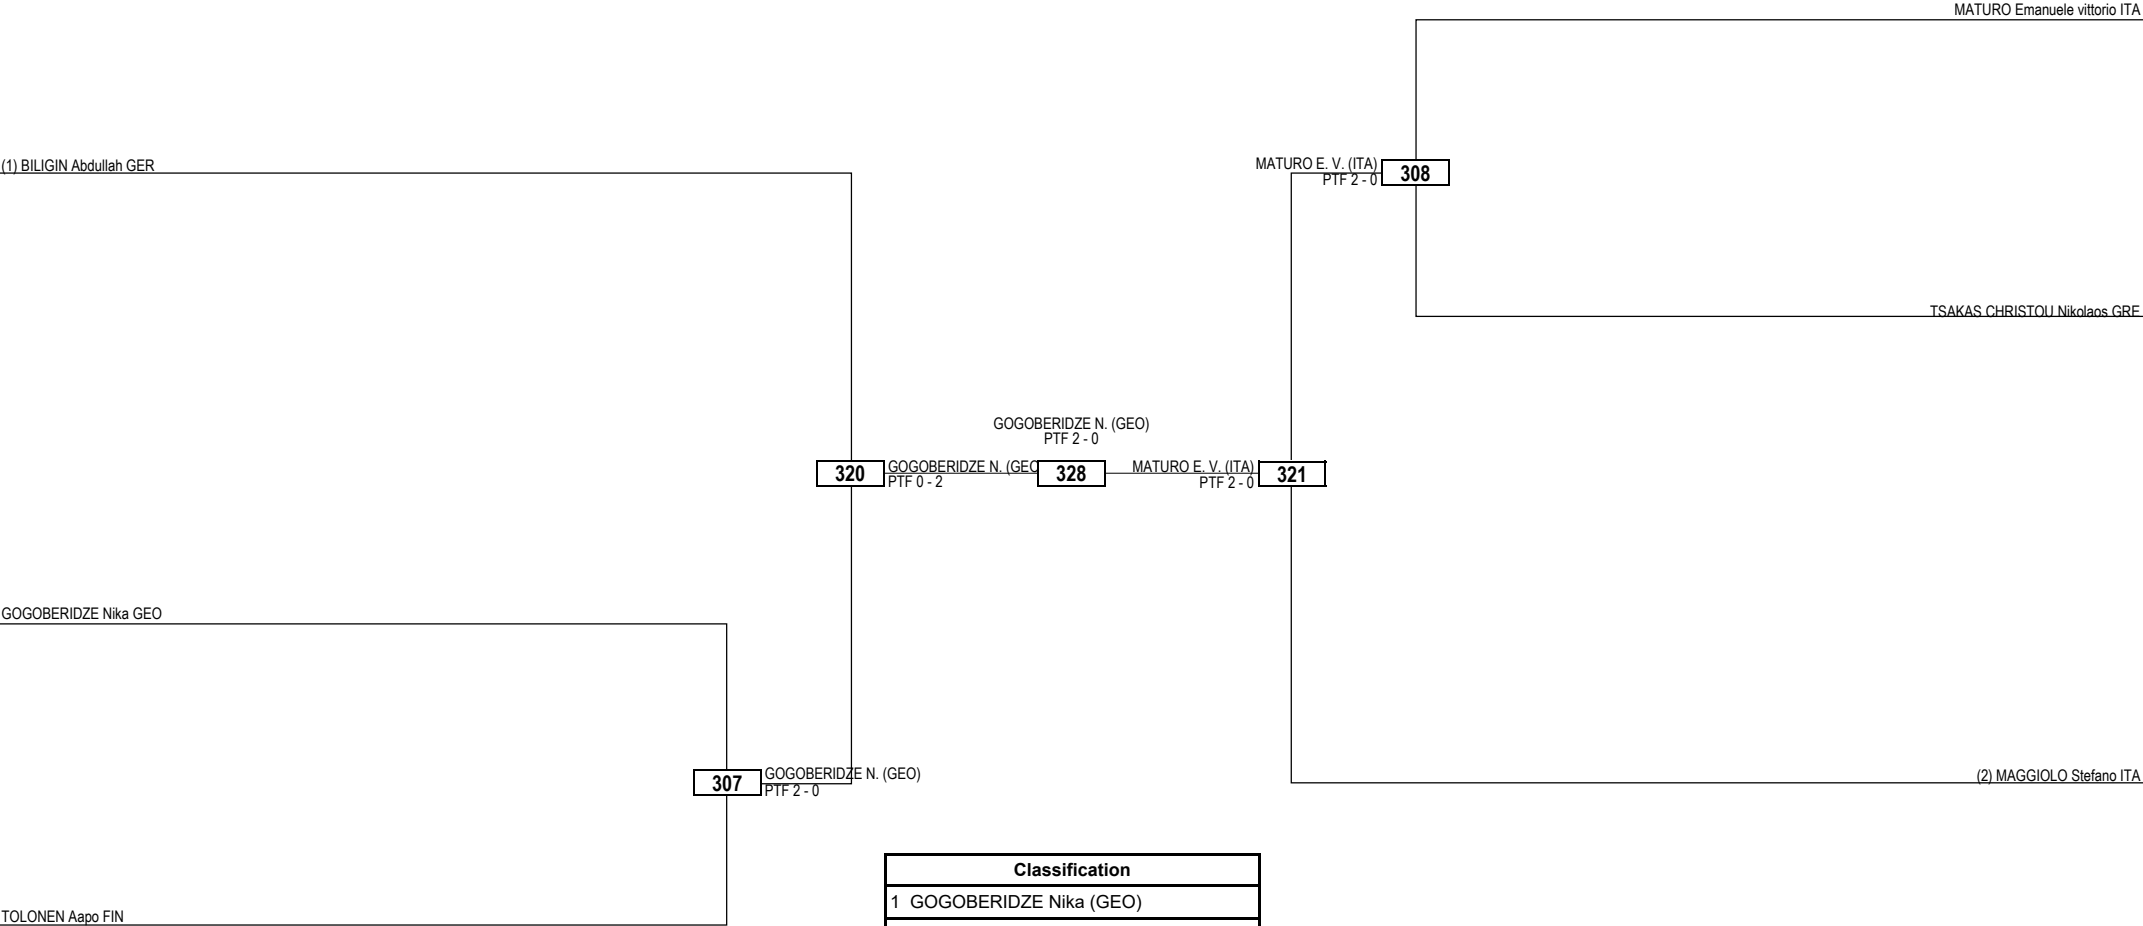 MATURO Emanuele vittorio ITA
(1) BILIGIN Abdullah GER
MATURO E. V. (ITA)
PTF 2 - 0
308
TSAKAS CHRISTOU Nikolaos GRE
GOGOBERIDZE N. (GEO)
PTF 2 - 0
320
GOGOBERIDZE N. (GEO
PTF 0 - 2
328
MATURO E. V. (ITA)
PTF 2 - 0
321
GOGOBERIDZE Nika GEO
307
GOGOBERIDZE N. (GEO)
PTF 2 - 0
(2) MAGGIOLO Stefano ITA
Classification
1 GOGOBERIDZE Nika (GEO)
TOLONEN Aapo FIN